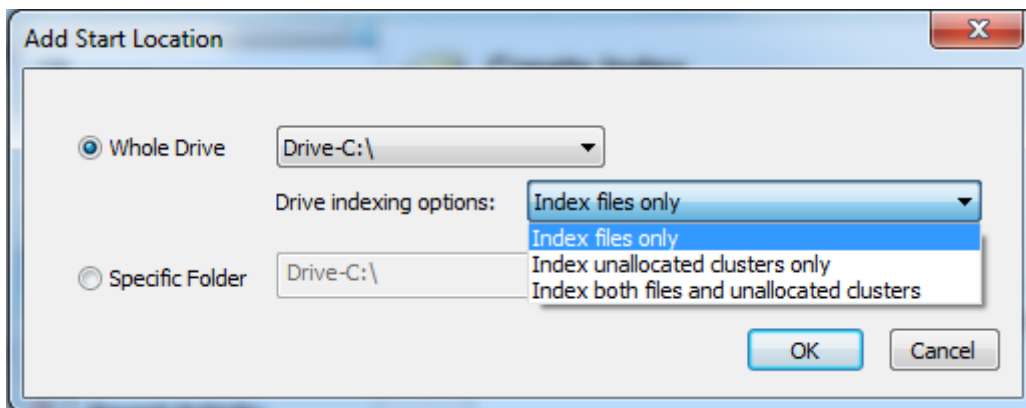 Add Start Location
Whole Drive
Drive-C:\
Drive indexing options:
Index files only
Index files only
Index unallocated clusters only
Index both files and unallocated clusters
Specific Folder
Drive-C:\
OK
Cancel